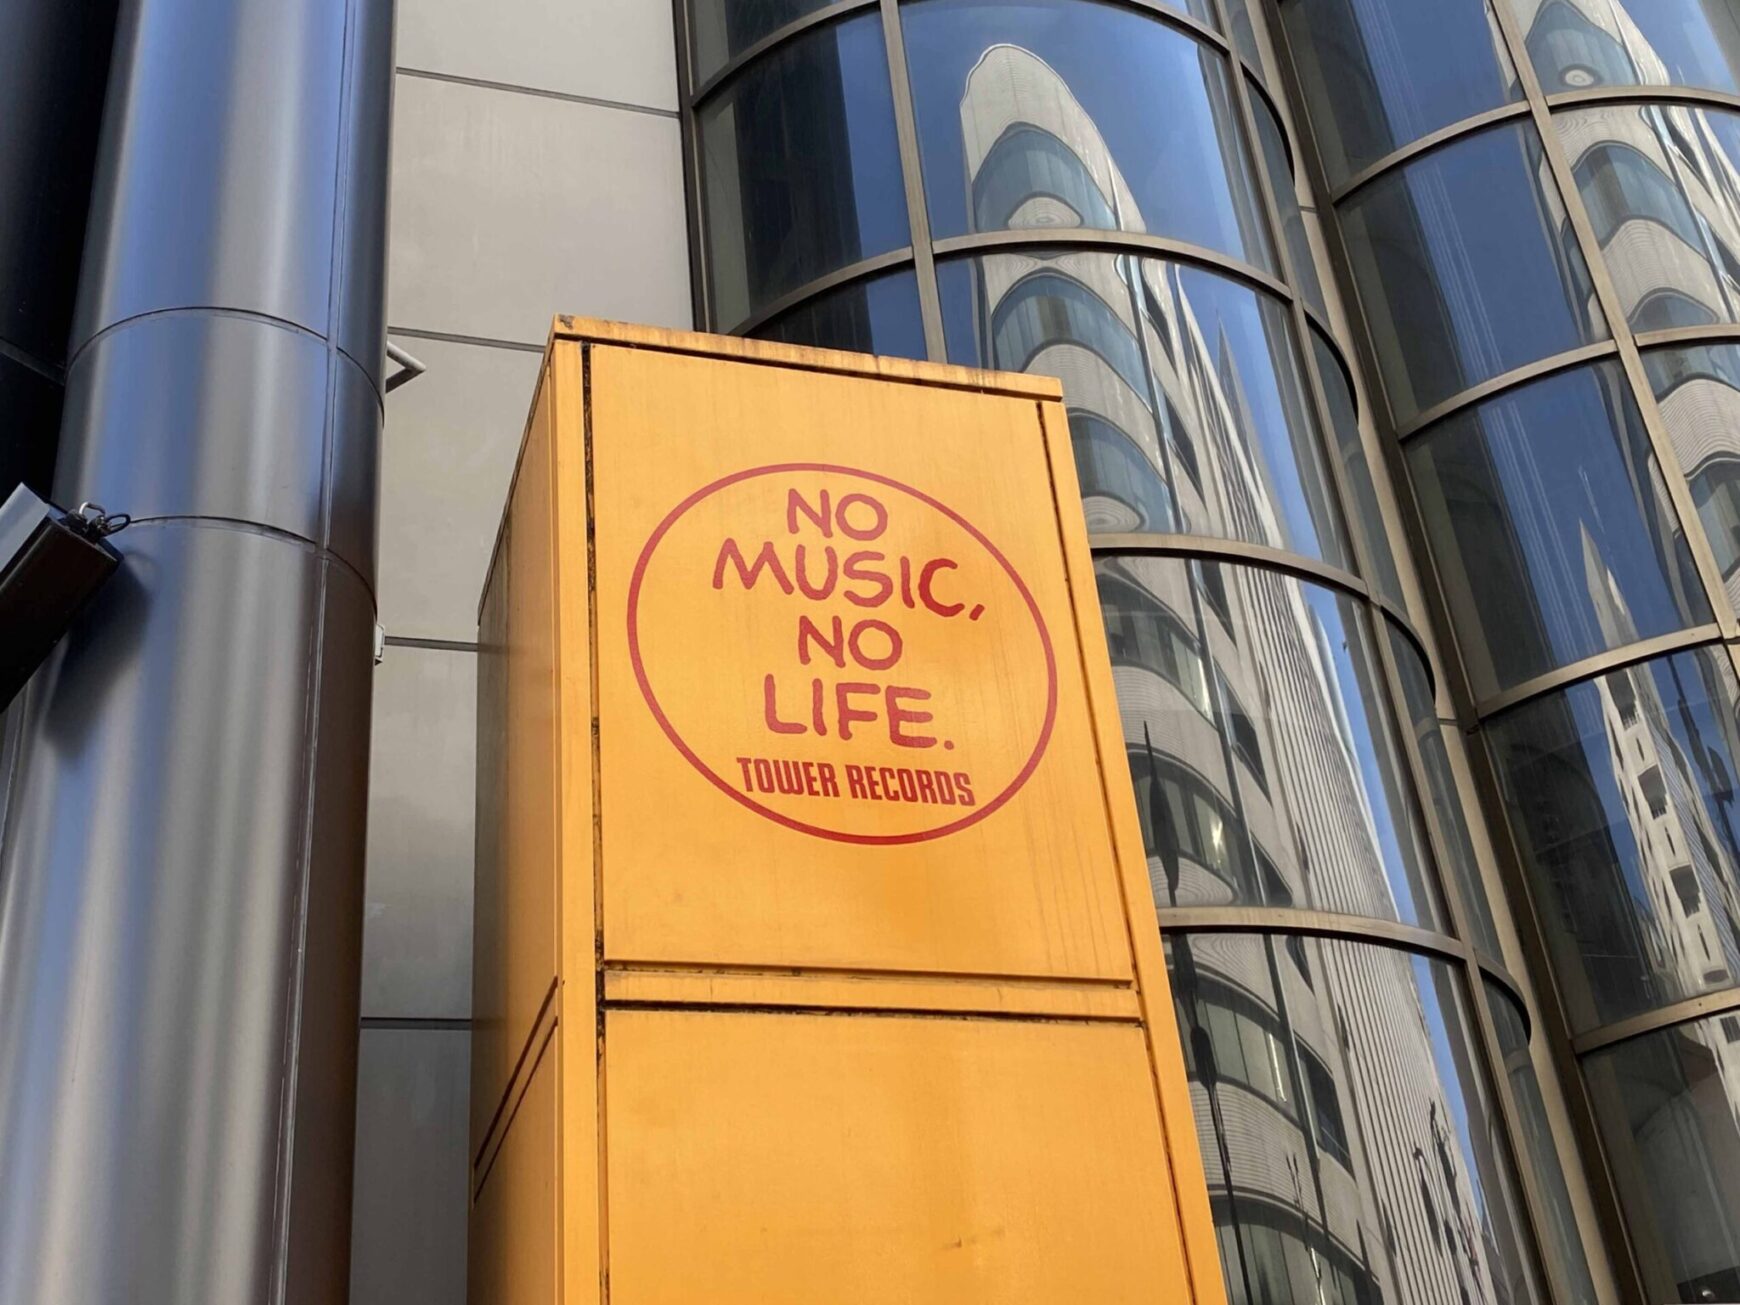 NO
MUSIC,
NO
LIFE.
TOWER RECORDS